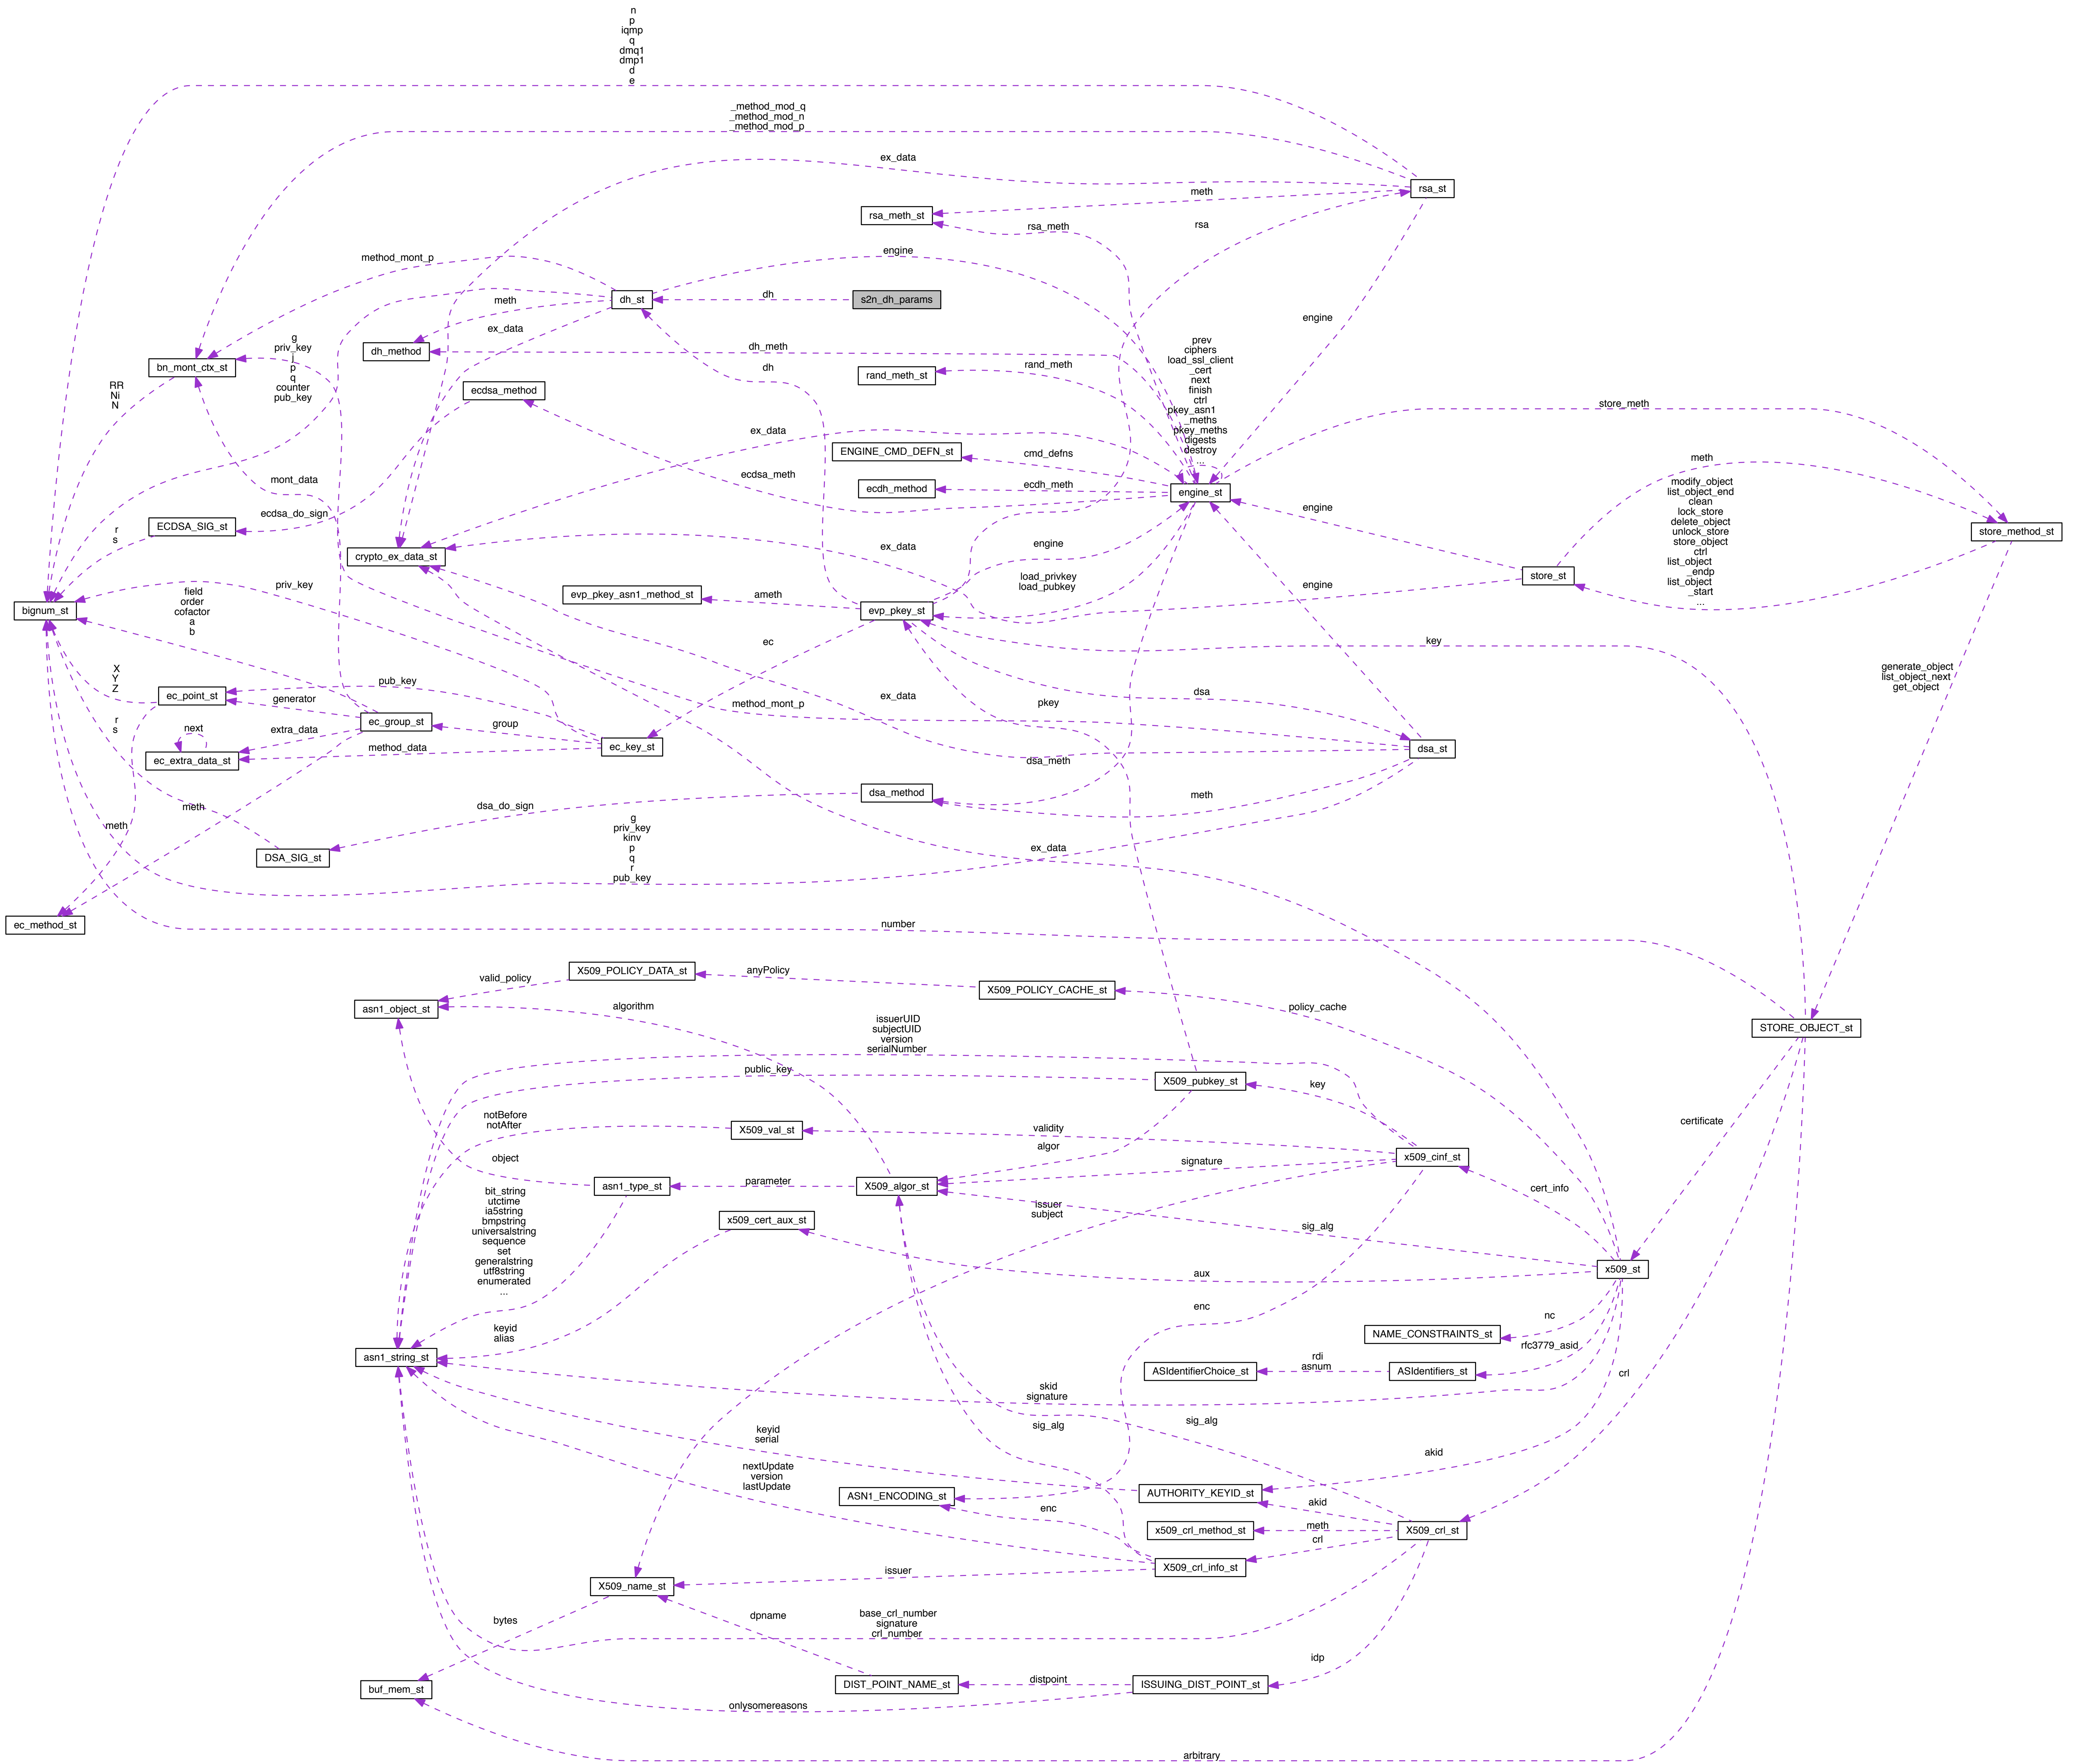 n
p
iqmp
q
dmq1
dmp1
d
e
_method_mod_q
_method_mod_n
_method_mod_p
ex_data
rsa_st
meth
rsa_meth_st
rsa_meth
rsa
method_mont_p
engine
dh_st
dh
s2n_dh_params
meth
ex_data
engine
g
priv_key
j
p
q
counter
pub_key
dh_method
dh_meth
prev
ciphers
load_ssl_client
_cert
next
finish
ctrl
pkey_asn1
_meths
pkey_meths
digests
destroy
...
bn_mont_ctx_st
RR
Ni
N
dh
rand_meth_st
rand_meth
ecdsa_method
store_meth
ex_data
ENGINE_CMD_DEFN_st
cmd_defns
meth
mont_data
ecdsa_meth
ecdh_method
ecdh_meth
engine_st
modify_object
list_object_end
clean
lock_store
delete_object
unlock_store
store_object
ctrl
list_object
_endp
list_object
_start
...
ecdsa_do_sign
engine
ECDSA_SIG_st
r
s
store_method_st
crypto_ex_data_st
ex_data
engine
load_privkey
load_pubkey
store_st
priv_key
evp_pkey_asn1_method_st
ameth
evp_pkey_st
engine
bignum_st
field
order
cofactor
a
b
ec
key
X
Y
Z
pub_key
ec_point_st
generator
ex_data
dsa
generate_object
list_object_next
get_object
method_mont_p
pkey
r
s
ec_group_st
group
next
extra_data
method_data
ec_key_st
dsa_st
ec_extra_data_st
dsa_meth
dsa_method
meth
dsa_do_sign
meth
meth
g
priv_key
kinv
p
q
r
pub_key
ex_data
DSA_SIG_st
ec_method_st
number
X509_POLICY_DATA_st
anyPolicy
valid_policy
X509_POLICY_CACHE_st
asn1_object_st
algorithm
policy_cache
issuerUID
subjectUID
version
serialNumber
STORE_OBJECT_st
public_key
X509_pubkey_st
key
notBefore
notAfter
X509_val_st
validity
certificate
algor
object
x509_cinf_st
signature
parameter
asn1_type_st
X509_algor_st
cert_info
bit_string
utctime
ia5string
bmpstring
universalstring
sequence
set
generalstring
utf8string
enumerated
...
issuer
subject
x509_cert_aux_st
sig_alg
aux
x509_st
enc
nc
keyid
alias
NAME_CONSTRAINTS_st
rfc3779_asid
asn1_string_st
rdi
asnum
ASIdentifierChoice_st
ASIdentifiers_st
crl
skid
signature
sig_alg
sig_alg
keyid
serial
akid
nextUpdate
version
lastUpdate
ASN1_ENCODING_st
AUTHORITY_KEYID_st
akid
enc
meth
x509_crl_method_st
X509_crl_st
crl
X509_crl_info_st
issuer
X509_name_st
bytes
dpname
base_crl_number
signature
crl_number
idp
distpoint
buf_mem_st
DIST_POINT_NAME_st
ISSUING_DIST_POINT_st
onlysomereasons
arbitrary